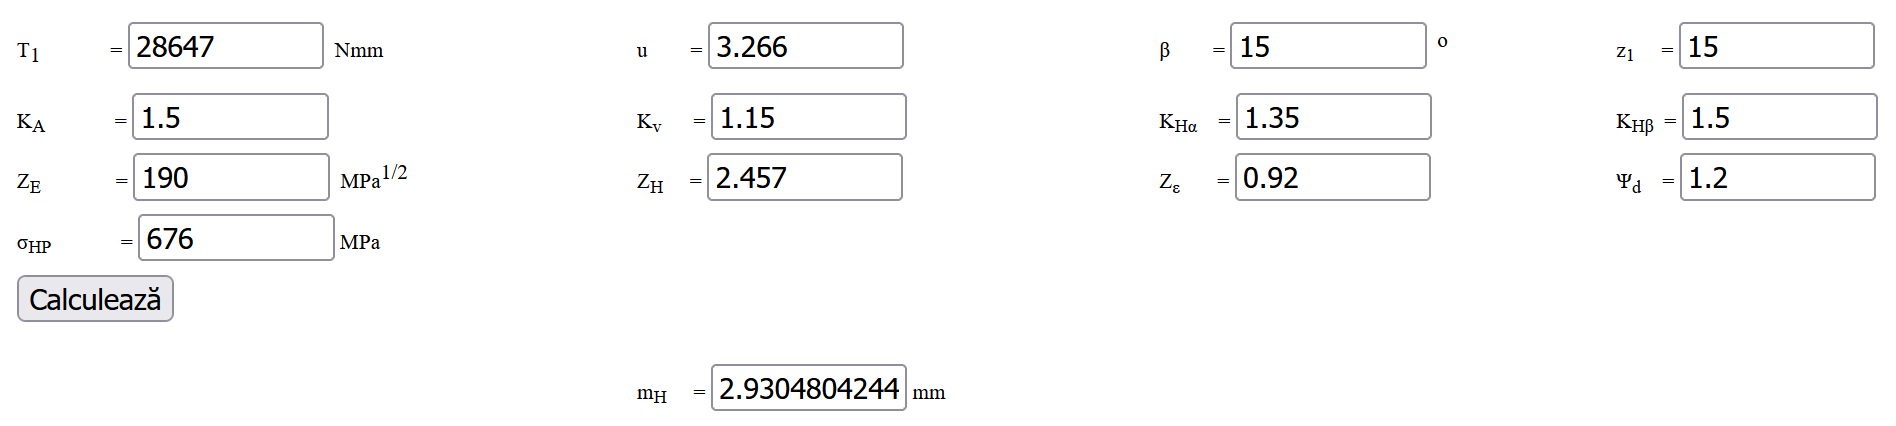 T1 = 28647 Nmm u = 3.266 β = 15 o z1 = 15
KA = 1.5 Kv = 1.15 KHα = 1.35 KHβ = 1.5
ZE = 190 MPa1/2 ZH = 2.457 Zε = 0.92 Ψd = 1.2
σHP = 676 MPa
Calculează
mH = 2.9304804244 mm